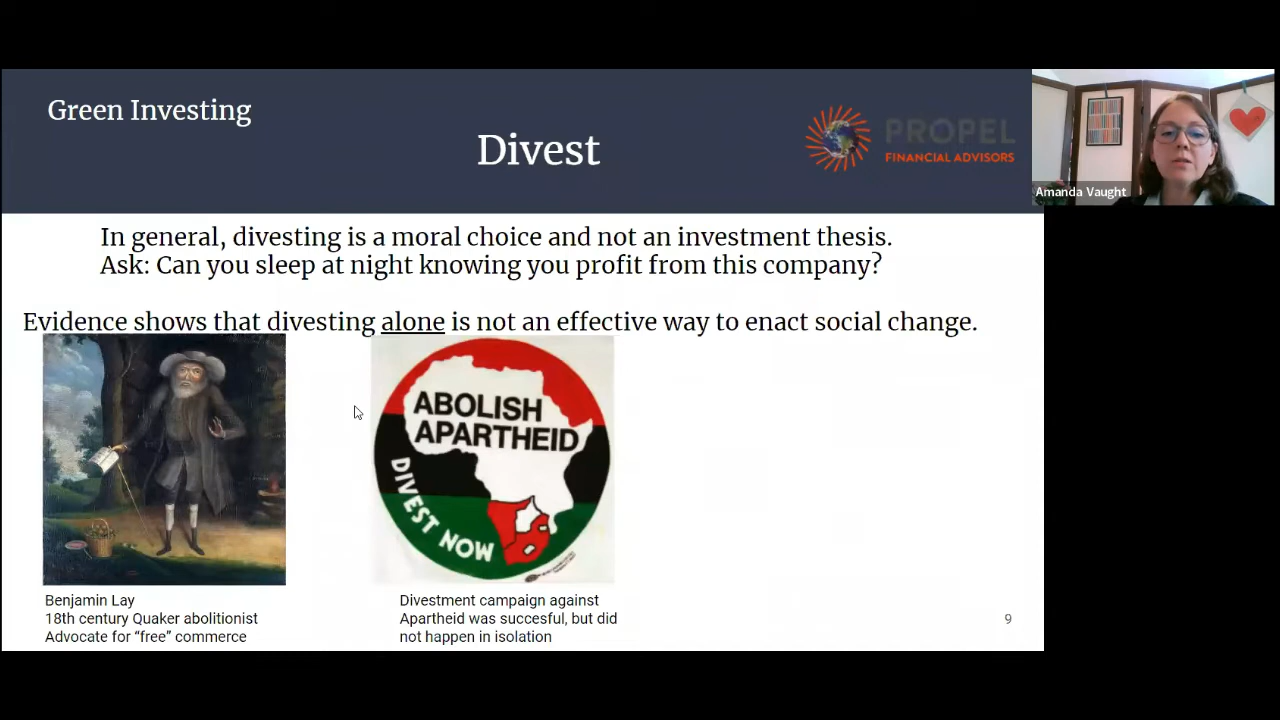 Green Investing
Divest
PROPEL
FINANCIAL ADVISORS
Amanda Vaught
In general, divesting is a moral choice and not an investment thesis.
Ask: Can you sleep at night knowing you profit from this company?
Evidence shows that divesting alone is not an effective way to enact social change.
ABOLISH
APARTHEID
DIVEST NOW
Benjamin Lay
18th century Quaker abolitionist
Advocate for “free” commerce
Divestment campaign against
Apartheid was succesful, but did
not happen in isolation
9